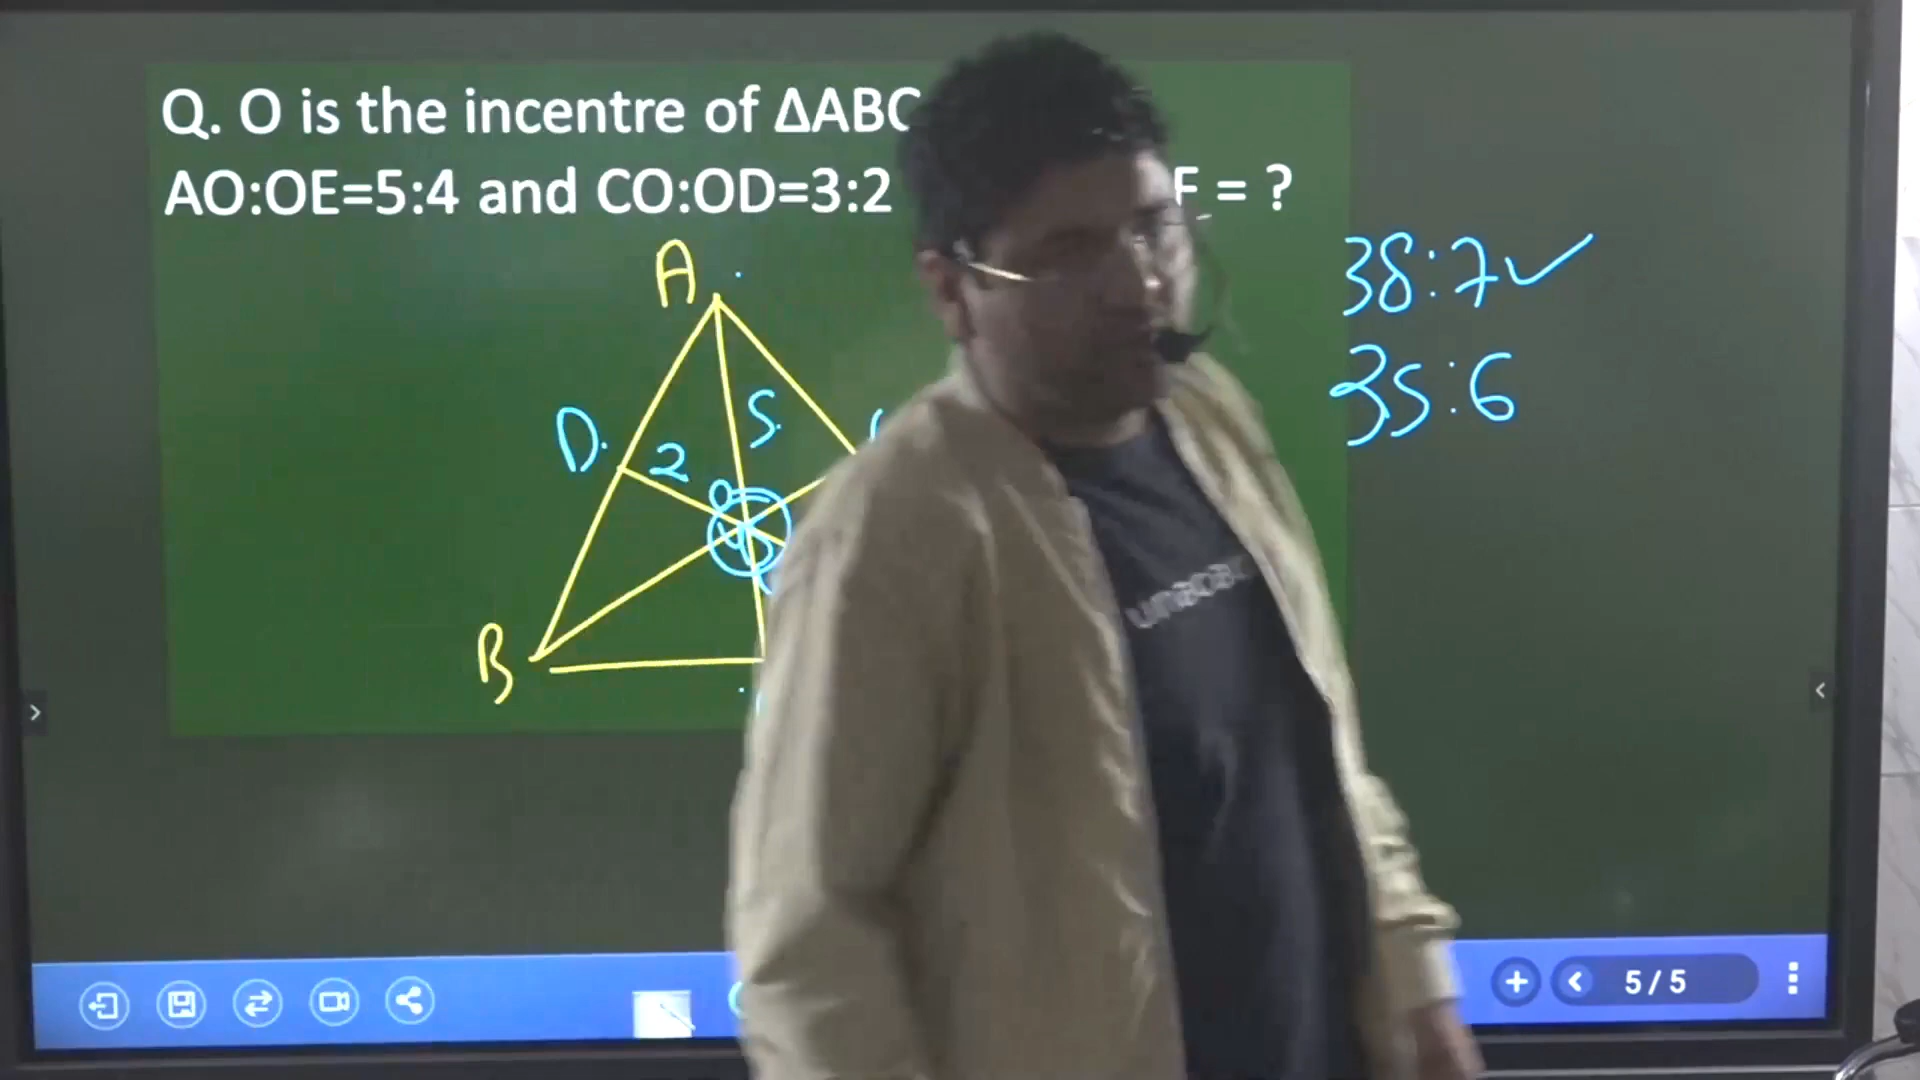 Q. O is the incentre of ΔABC
AO:OE=5:4 and CO:OD=3:2 F = ?
38:7✓
35:6
A
D
2
5
O
B
5/5